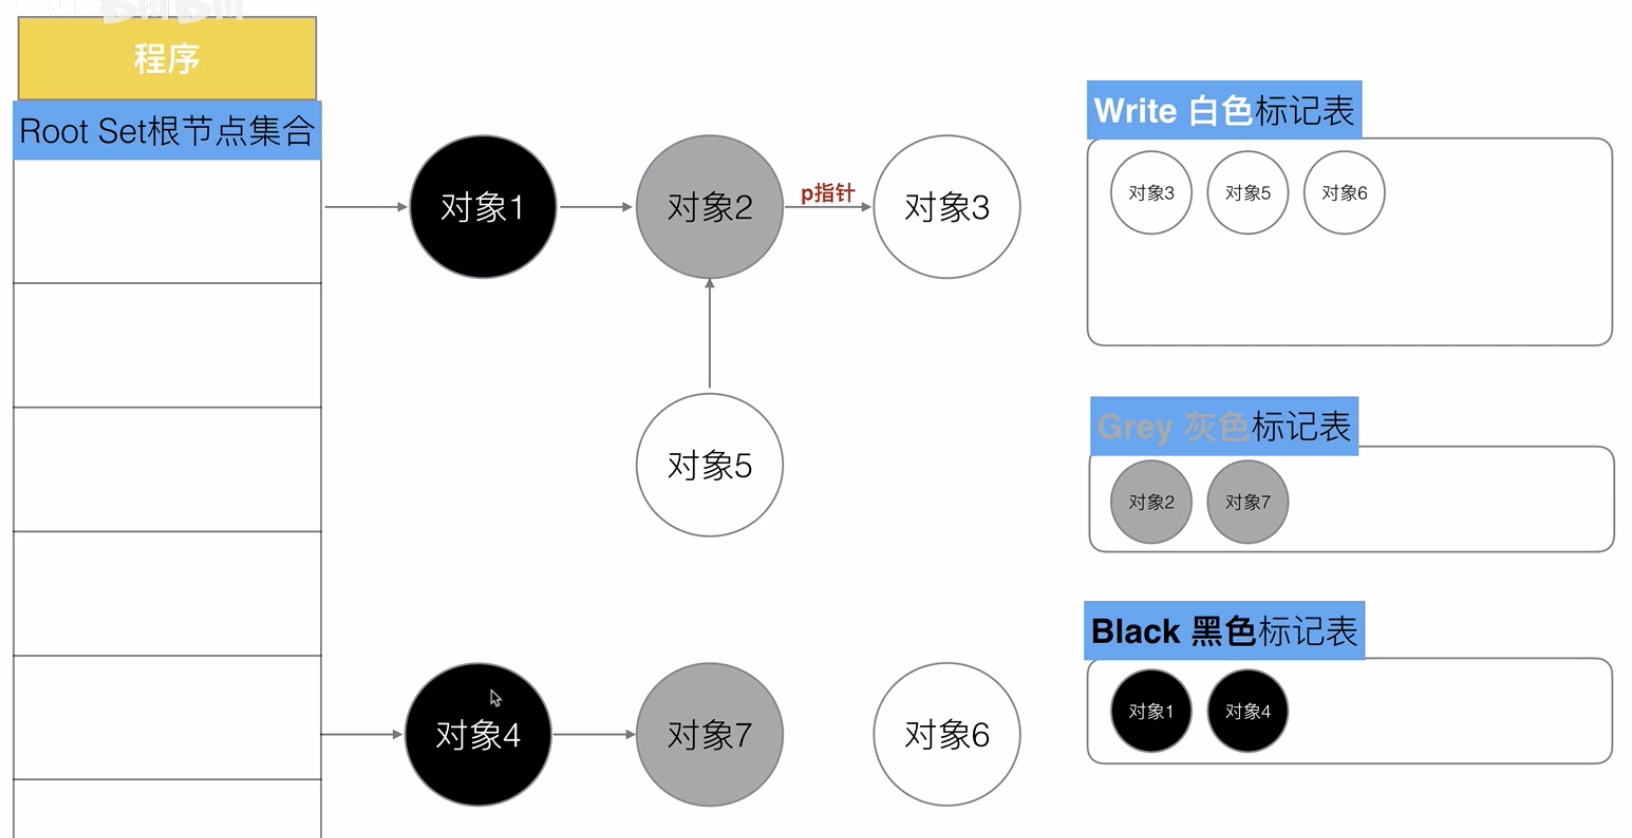 程序
Root Set根节点集合
对象1
对象2
p指针
对象3
对象5
对象4
对象7
对象6
Write 白色标记表
对象3
对象5
对象6
Grey 灰色标记表
对象2
对象7
Black 黑色标记表
对象1
对象4